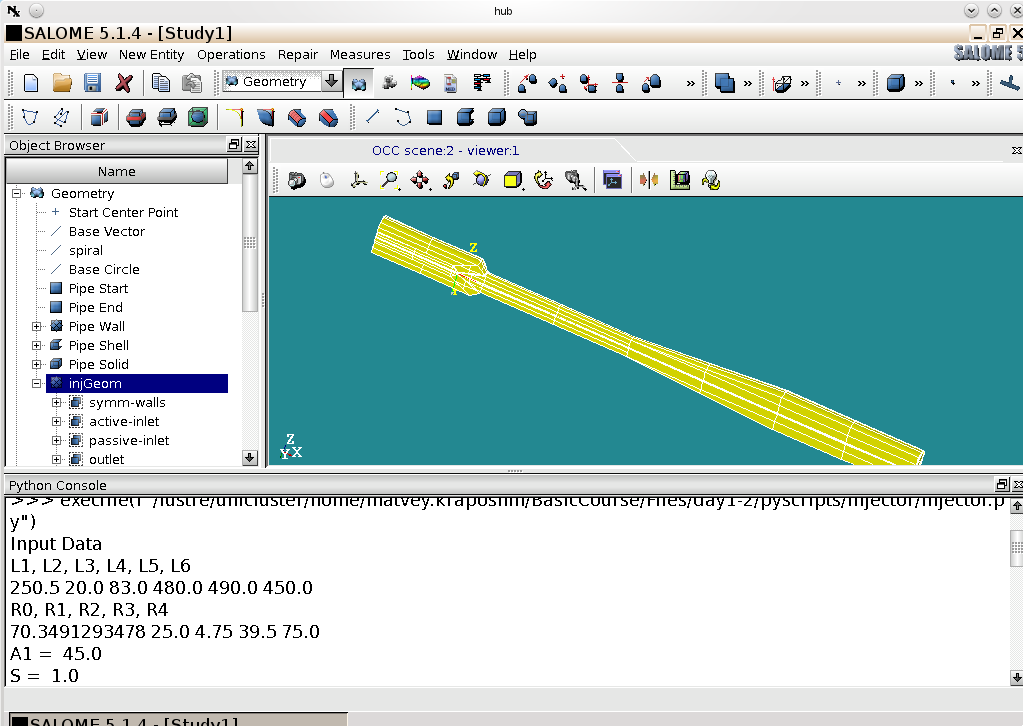 hub
SALOME 5.1.4 - [Study1]
File Edit View New Entity Operations Repair Measures Tools Window Help
SALOME 5
Geometry
Object Browser
OCC scene:2 - viewer:1
Name
Geometry
Start Center Point
Base Vector
spiral
Base Circle
Pipe Start
Pipe End
Pipe Wall
Pipe Shell
Pipe Solid
injGeom
symm-walls
active-inlet
passive-inlet
outlet
Z
Y
Z
Y X
Python Console
>>> execfile(r"/lustre/unicluster/home/matvey.kraposhin/BasicCourse/Files/day1-2/pyscripts/injector/injector.p
y")
Input Data
L1, L2, L3, L4, L5, L6
250.5 20.0 83.0 480.0 490.0 450.0
R0, R1, R2, R3, R4
70.3491293478 25.0 4.75 39.5 75.0
A1 = 45.0
S = 1.0
SALOME 5.1.4 - [Study1]